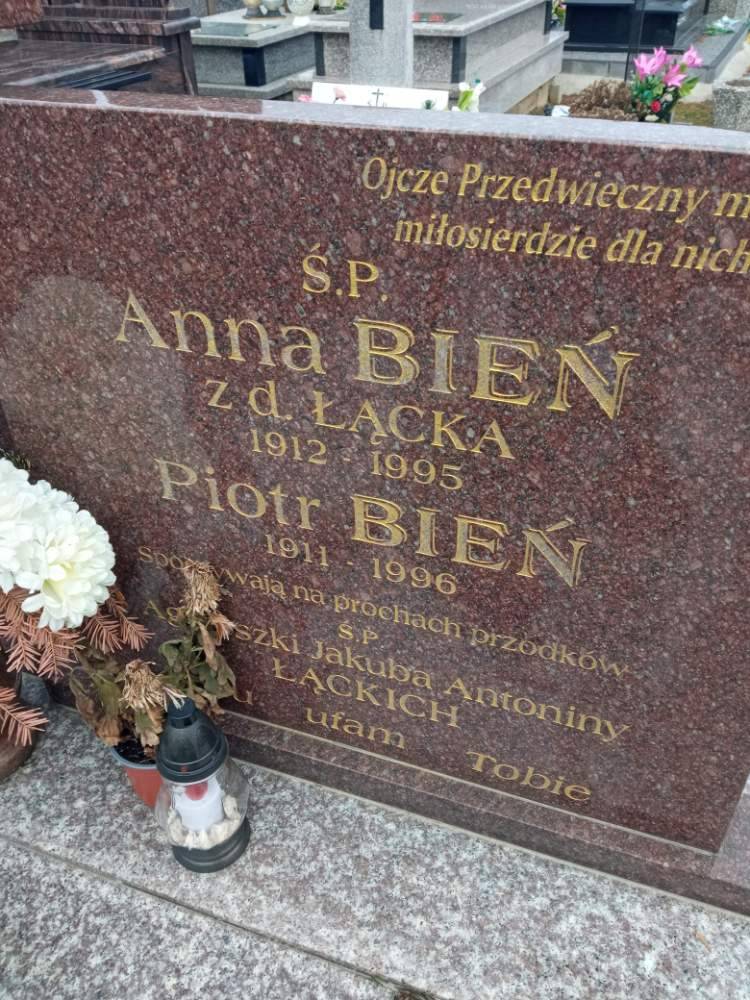 Ojcze Przedwieczny m
miłosierdzie dla nich
Ś.P.
Anna BIEŃ
z d. ŁĄCKA
1912 - 1995
Piotr BIEŃ
1911 - 1996
na prochach przodków
Ś.P
Jakuba Antoniny
ŁĄCKICH
u ufam Tobie